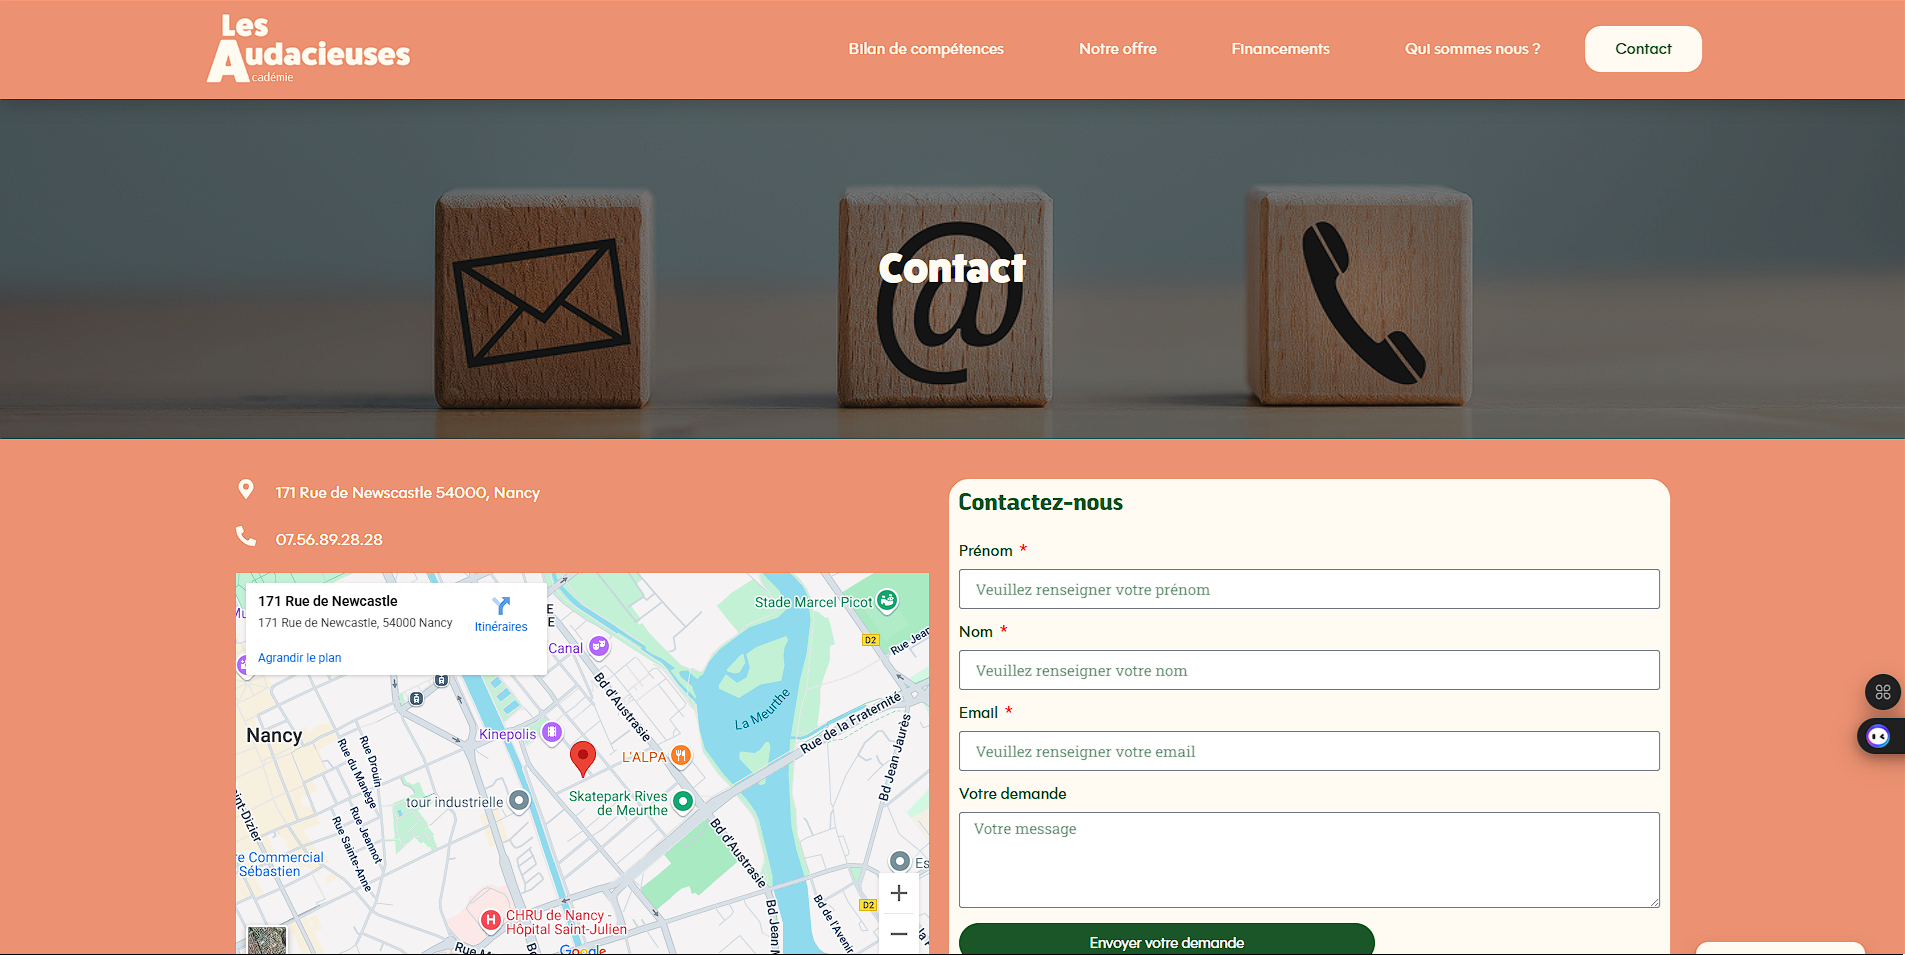 Les
Audacieuses
cadémie
Bilan de compétences
Notre offre
Financements
Qui sommes nous ?
Contact
Contact
171 Rue de Newscastle 54000, Nancy
07.56.89.28.28
171 Rue de Newcastle
171 Rue de Newcastle, 54000 Nancy
Itinéraires
Agrandir le plan
Stade Marcel Picot
D2
Rue Jean
Canal
Bd d'Austrasie
La Meurthe
Rue de la Fraternité
Nancy
Kinepolis
L'ALPA
Rue Drouin
Rue du Manège
Bd Jean Jaurès
tour industrielle
Skatepark Rives
de Meurthe
Rue Jeannot
Rue Sainte-Anne
int-Dizier
Bd d'Austrasie
re Commercial
Sébastien
Es
D2
CHRU de Nancy -
Hôpital Saint-Julien
Bd Jean
Bd de l'Aveni
Google
Contactez-nous
Prénom *
Veuillez renseigner votre prénom
Nom *
Veuillez renseigner votre nom
Email *
Veuillez renseigner votre email
Votre demande
Votre message
Envoyer votre demande